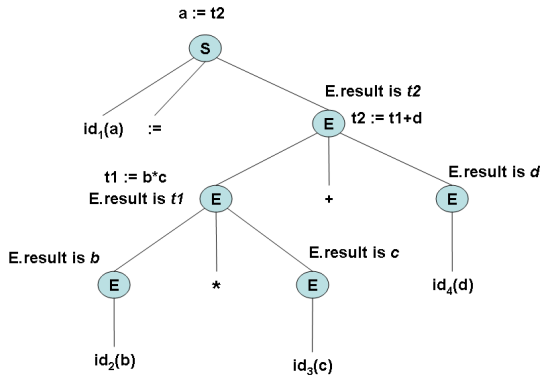 a := t2
S
E.result is t2
id1(a)
:=
E
t2 := t1+d
t1 := b*c
E.result is t1
E
+
E.result is d
E
E.result is b
E
*
E.result is c
E
id4(d)
id2(b)
id3(c)